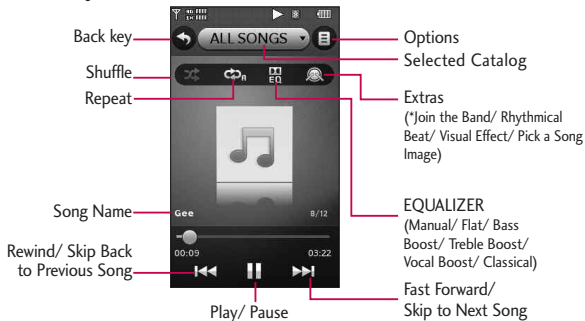 Back key
ALL SONGS
Options
Selected Catalog
Shuffle
Repeat
A
EQ
Extras
(*Join the Band/ Rhythmical
Beat/ Visual Effect/ Pick a Song
Image)
Song Name
Gee
8/12
EQUALIZER
(Manual/ Flat/ Bass
Boost/ Treble Boost/
Vocal Boost/ Classical)
00:09
03:22
Rewind/ Skip Back
to Previous Song
Play/ Pause
Fast Forward/
Skip to Next Song